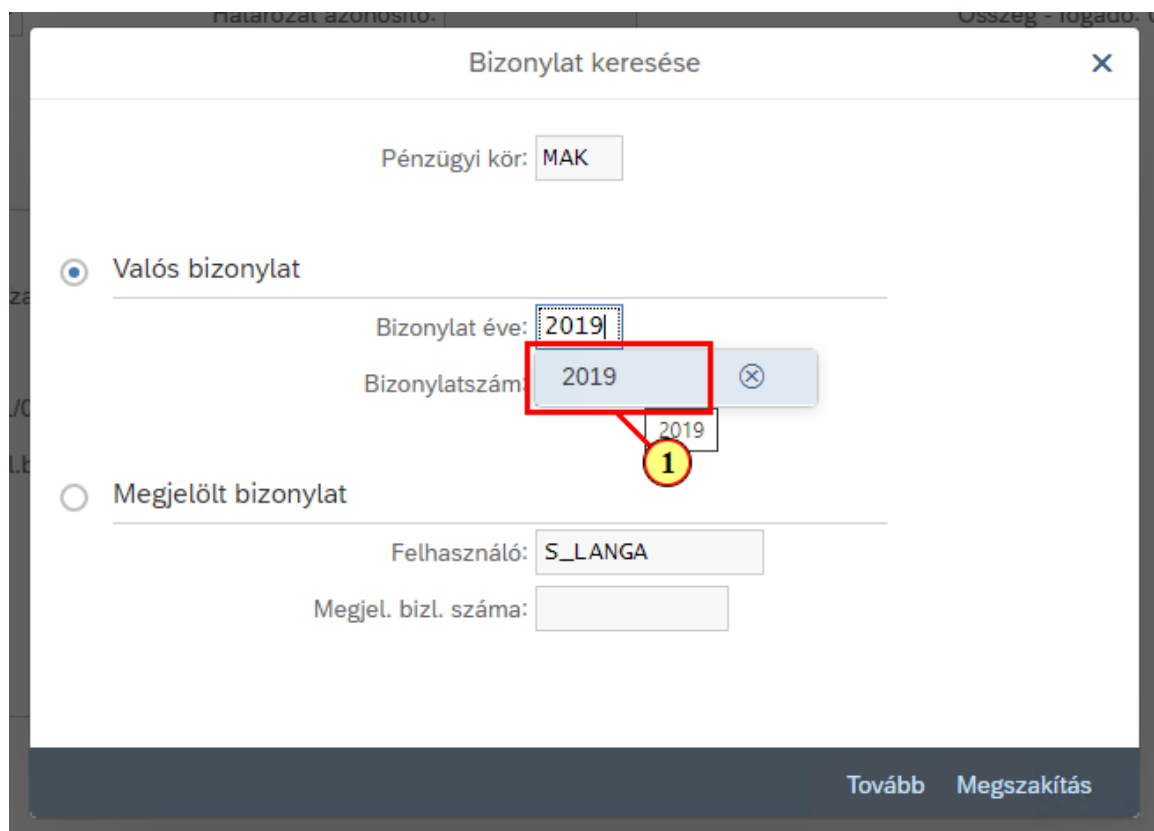 Határozat azonosító:
Összeg - fogadó:
Bizonylat keresése
Pénzügyi kör: MAK
Valós bizonylat
Bizonylat éve: 2019
2019
Bizonylatszám:
2019
1
Megjelölt bizonylat
Felhasználó: S_LANGA
Megjel. bizl. száma:
Tovább Megszakítás